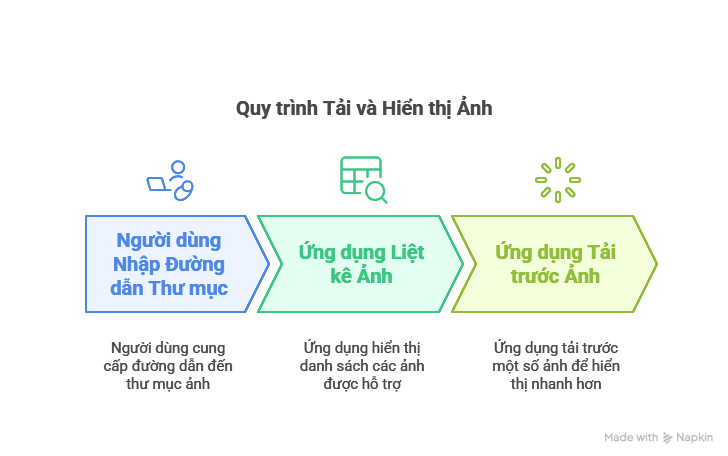 Quy trình Tải và Hiển thị Ảnh
Người dùng
Nhập Đường
dẫn Thư mục
Ứng dụng Liệt
kê Ảnh
Ứng dụng Tải
trước Ảnh
Người dùng cung
cấp đường dẫn đến
thư mục ảnh
Ứng dụng hiển thị
danh sách các ảnh
được hỗ trợ
Ứng dụng tải trước
một số ảnh để hiển
thị nhanh hơn
Made with Napkin